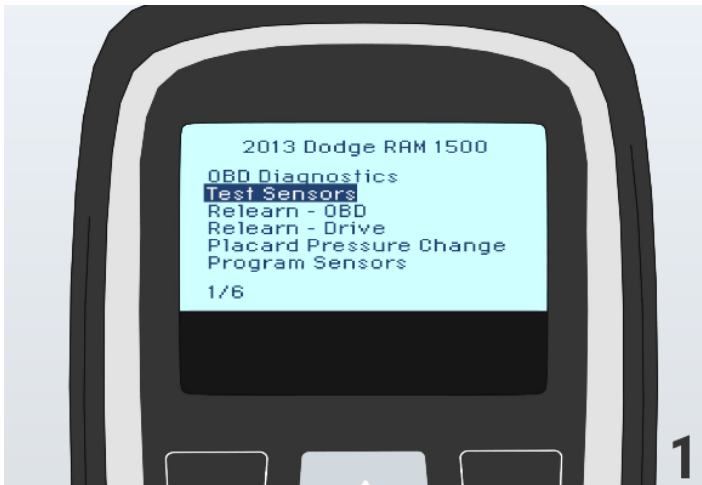 2013 Dodge RAM 1500
OBD Diagnostics
Test Sensors
Relearn - OBD
Relearn - Drive
Placard Pressure Change
Program Sensors
1/6
1